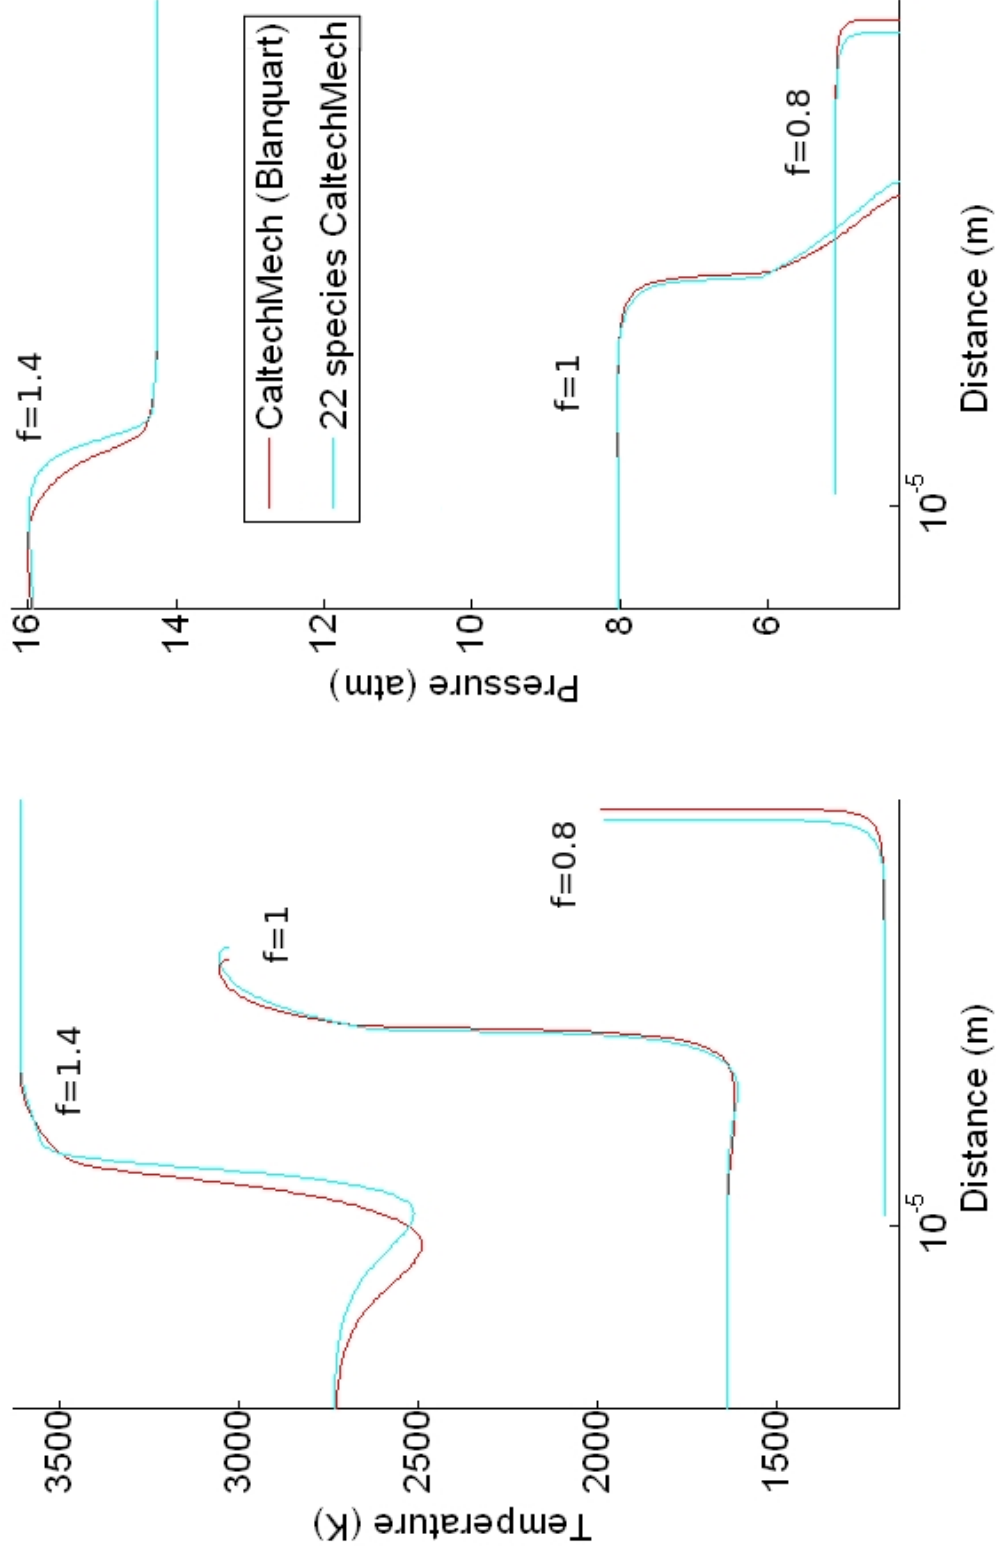 Temperature (K)
3500
3000
2500
2000
1500
f=1.4
f=1
f=0.8
10-5
Distance (m)
Pressure (atm)
16
14
12
10
8
6
f=1.4
CaltechMech (Blanquart)
22 species CaltechMech
f=1
f=0.8
10-5
Distance (m)